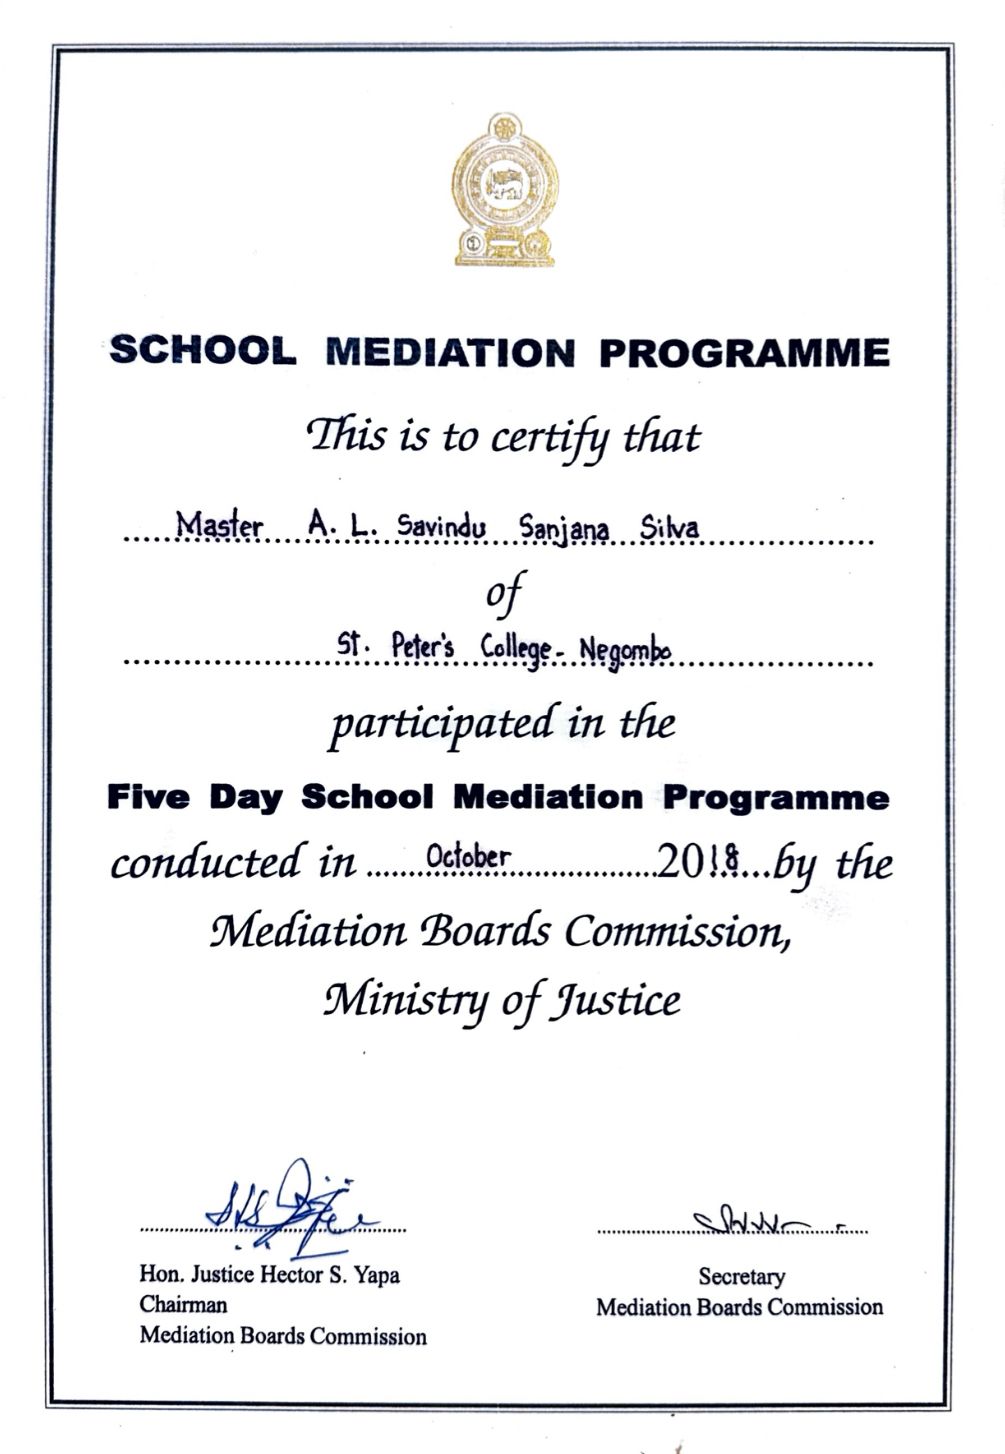 SCHOOL MEDIATION PROGRAMME
This is to certify that
Master A. L. Savindu Sanjana Silva
of
St. Peter's College - Negombo
participated in the
Five Day School Mediation Programme
conducted in October 2018 by the
Mediation Boards Commission,
Ministry of Justice
Hon. Justice Hector S. Yapa
Chairman
Mediation Boards Commission
Secretary
Mediation Boards Commission